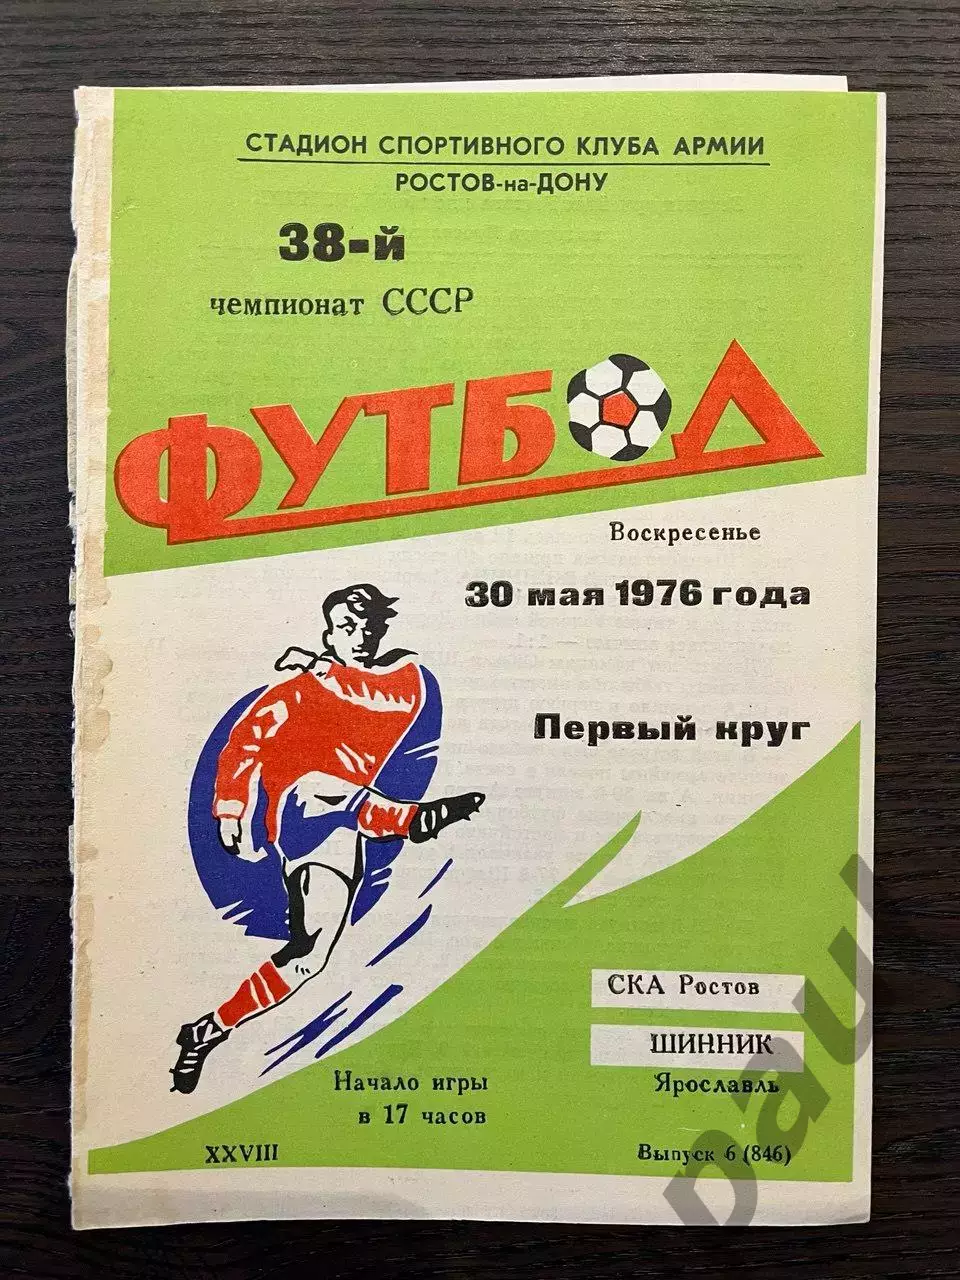 СТАДИОН СПОРТИВНОГО КЛУБА АРМИИ
РОСТОВ-на-ДОНУ
38-й
чемпионат СССР
ФУТБОЛ
Воскресенье
30 мая 1976 года
Первый круг
СКА Ростов
ШИННИК
Ярославль
Начало игры
в 17 часов
XXVIII
Выпуск 6 (846)
paul